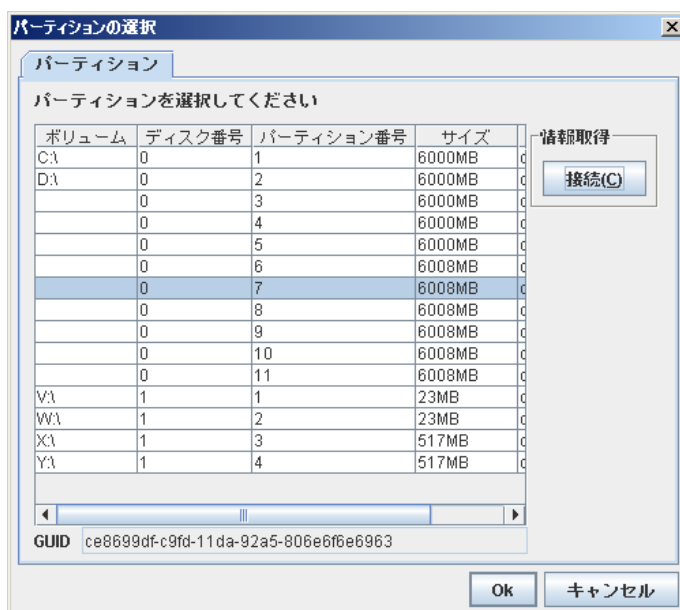 パーティションの選択
パーティション
パーティションを選択してください
ボリューム ディスク番号 パーティション番号 サイズ
C:\ 0 1 6000MB
D:\ 0 2 6000MB
0 3 6000MB
0 4 6000MB
0 5 6000MB
0 6 6008MB
0 7 6008MB
0 8 6008MB
0 9 6008MB
0 10 6008MB
0 11 6008MB
V:\ 1 1 23MB
W:\ 1 2 23MB
X:\ 1 3 517MB
Y:\ 1 4 517MB
情報取得
接続(C)
GUID ce8699df-c9fd-11da-92a5-806e6f6e6963
Ok キャンセル